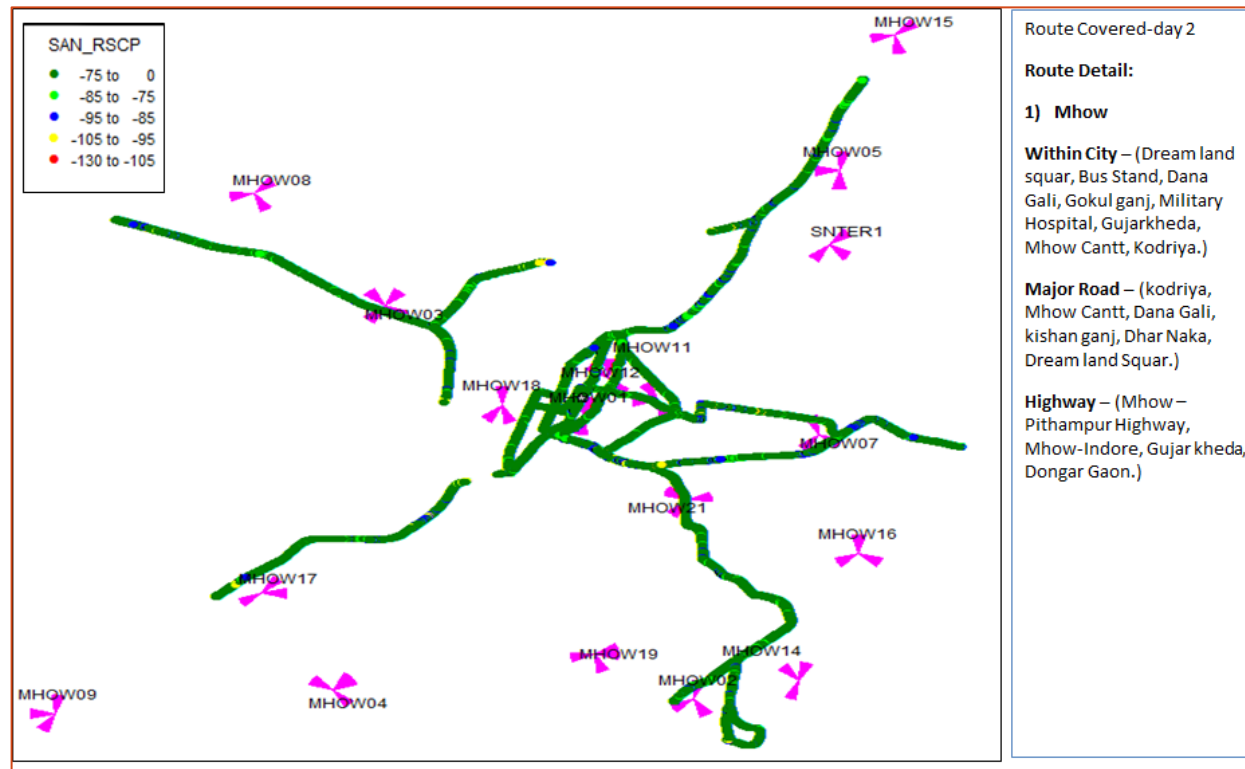 SAN_RSCP
-75 to 0
-85 to -75
-95 to -85
-105 to -95
-130 to -105
MHOW15
MHOW05
MHOW08
SNTER1
MHOW03
MHOW11
MHOW12
MHOW18
MHOW01
MHOW07
MHOW21
MHOW16
MHOW17
MHOW19
MHOW14
MHOW02
MHOW09
MHOW04
Route Covered-day 2
Route Detail:
1) Mhow
Within City – (Dream land
squar, Bus Stand, Dana
Gali, Gokul ganj, Military
Hospital, Gujarkheda,
Mhow Cantt, Kodriya.)
Major Road – (kodriya,
Mhow Cantt, Dana Gali,
kishan ganj, Dhar Naka,
Dream land Squar.)
Highway – (Mhow –
Pithampur Highway,
Mhow-Indore, Gujar kheda,
Dongar Gaon.)